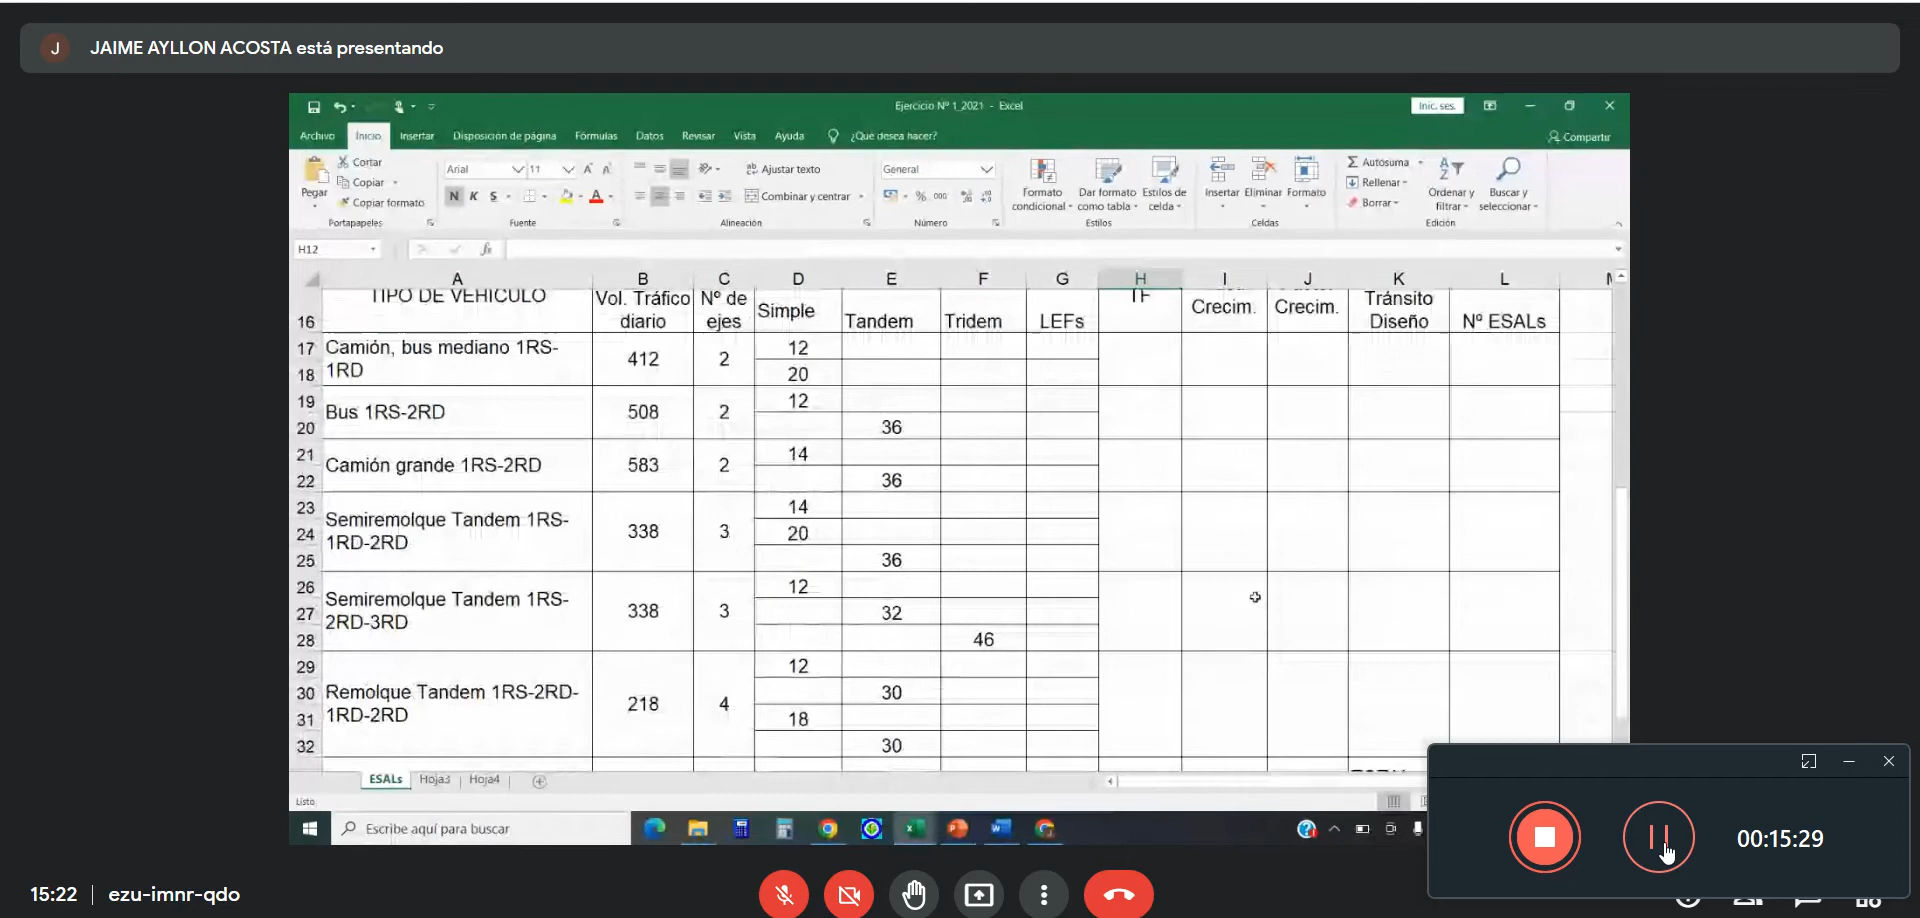 J JAIME AYLLON ACOSTA está presentando
Ejercicio Nº 1_2021 - Excel
Inic. ses.
Archivo Inicio Insertar Disposición de página Fórmulas Datos Revisar Vista Ayuda ¿Qué desea hacer? Compartir
Cortar
Copiar
Copiar formato
Pegar
Portapapeles
Arial 11
N K S
Fuente
Ajustar texto
Combinar y centrar
Alineación
General
% 000
Número
Formato condicional
Dar formato como tabla
Estilos de celda
Estilos
Insertar Eliminar Formato
Celdas
Autosuma
Rellenar
Borrar
Ordenar y filtrar
Buscar y seleccionar
Edición
H12 fx
A B C D E F G H I J K L
TIPO DE VEHICULO Vol. Tráfico Nº de Simple Crecim. Crecim. Tránsito
16 diario ejes Tandem Tridem LEFs Diseño Nº ESALs
17 Camión, bus mediano 1RS- 412 2 12
18 1RD 20
19 Bus 1RS-2RD 508 2 12
20 36
21 Camión grande 1RS-2RD 583 2 14
22 36
23 Semiremolque Tandem 1RS- 338 3 14
24 1RD-2RD 20
25 36
26 Semiremolque Tandem 1RS- 338 3 12
27 2RD-3RD 32
28 46
29 12
30 Remolque Tandem 1RS-2RD- 218 4 30
31 1RD-2RD 18
32 30
ESALs Hoja3 Hoja4
Listo
Escribe aquí para buscar
00:15:29
15:22 ezu-imnr-qdo